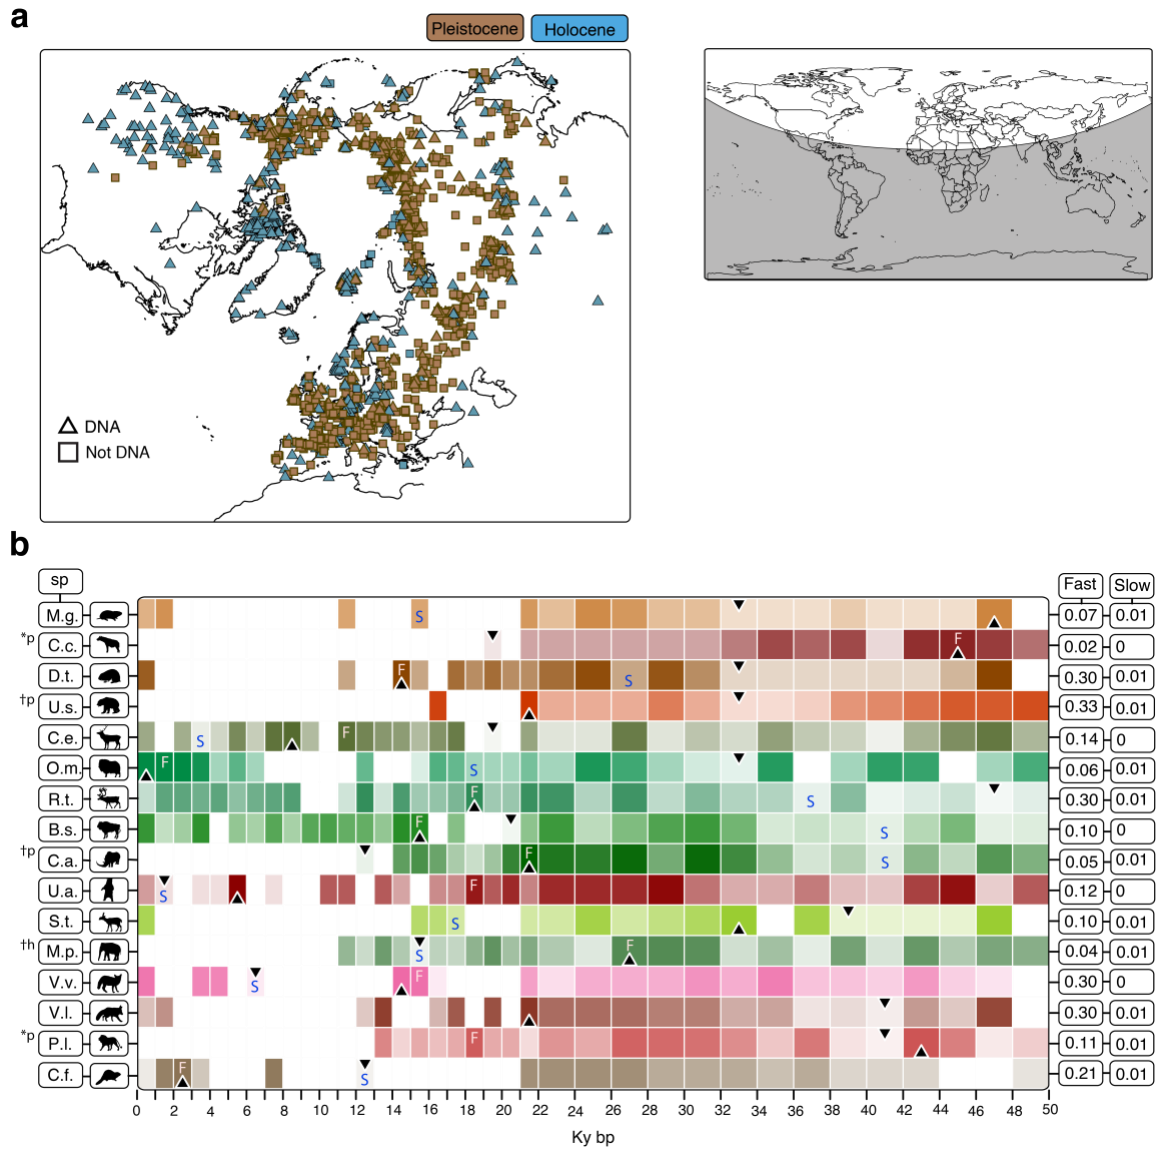 a
Pleistocene Holocene
DNA
Not DNA
b
sp Fast Slow
M.g. S 0.07 0.01
*p C.c. F 0.02 0
D.t. F S 0.30 0.01
†p U.s. 0.33 0.01
C.e. S F 0.14 0
O.m. F S 0.06 0.01
R.t. F S 0.30 0.01
B.s. F S 0.10 0
†p C.a. F S 0.05 0.01
U.a. S F 0.12 0
S.t. S 0.10 0.01
†h M.p. S F 0.04 0.01
V.v. S F 0.30 0
V.l. 0.30 0.01
*p P.l. F 0.11 0.01
C.f. F S 0.21 0.01
0 2 4 6 8 10 12 14 16 18 20 22 24 26 28 30 32 34 36 38 40 42 44 46 48 50
Ky bp